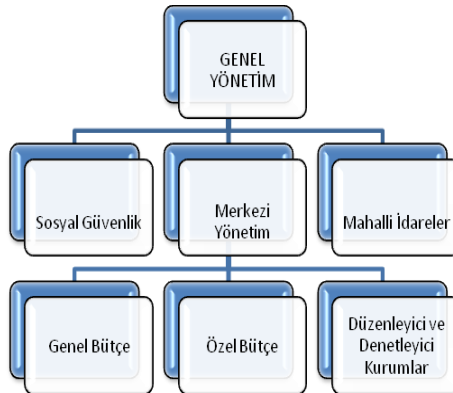 GENEL
YÖNETİM
Sosyal Güvenlik
Merkezi
Yönetim
Mahalli İdareler
Genel Bütçe
Özel Bütçe
Düzenleyici ve
Denetleyici
Kurumlar